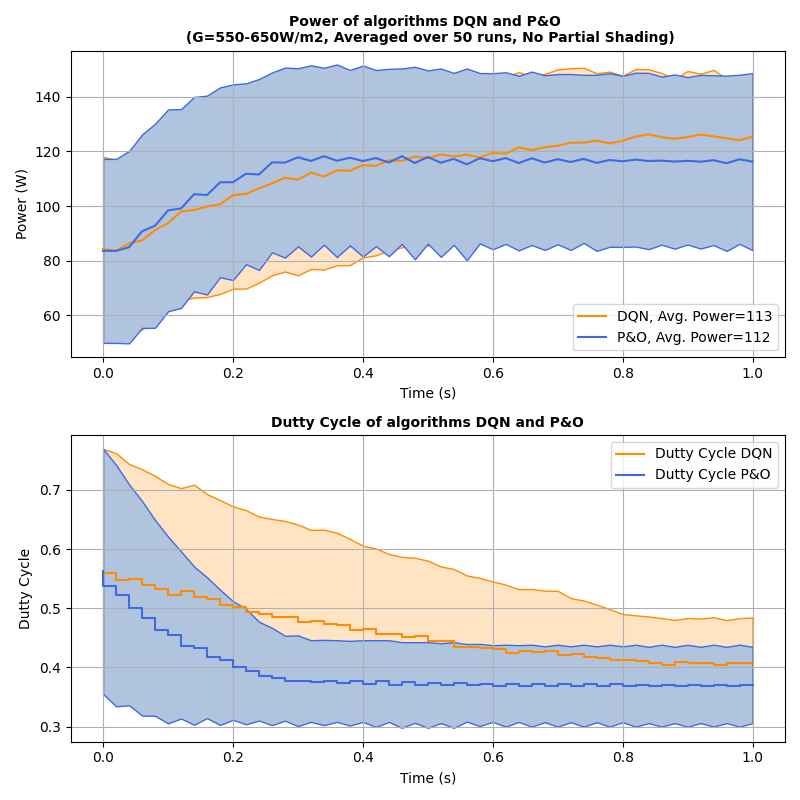 Power of algorithms DQN and P&O
(G=550-650W/m2, Averaged over 50 runs, No Partial Shading)
140
120
100
80
60
Power (W)
DQN, Avg. Power=113
P&O, Avg. Power=112
0.0 0.2 0.4 0.6 0.8 1.0
Time (s)
Dutty Cycle of algorithms DQN and P&O
0.7
0.6
0.5
0.4
0.3
Dutty Cycle
Dutty Cycle DQN
Dutty Cycle P&O
0.0 0.2 0.4 0.6 0.8 1.0
Time (s)